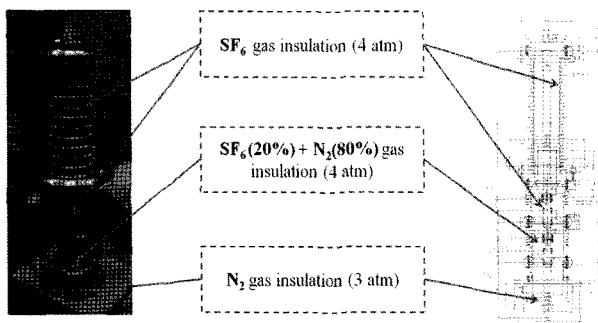 SF₆ gas insulation (4 atm)
SF₆(20%) + N₂(80%) gas
insulation (4 atm)
N₂ gas insulation (3 atm)